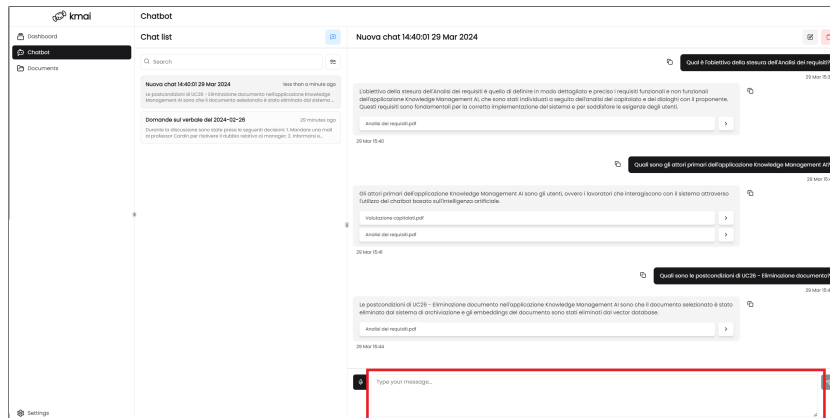 kmai
Chatbot
Dashboard
Chatbot
Documents
Settings
Chat list
Search
Nuova chat 14:40:01 29 Mar 2024
less than a minute ago
Le postcondizioni di UC26 - Eliminazione documento nell'applicazione Knowledge
Management AI sono che il documento selezionato è stato eliminato dal sistema ...
Domande sul verbale del 2024-02-26
29 minutes ago
Durante la discussione sono state prese le seguenti decisioni: 1. Mandare una mail
al professor Cardin per risolvere il dubbio relativo ai manager; 2. Informarsi e...
Nuova chat 14:40:01 29 Mar 2024
Qual è l'obiettivo della stesura dell'Analisi dei requisiti?
29 Mar 15:3
L'obiettivo della stesura dell'Analisi dei requisiti è quello di definire in modo dettagliato e preciso i requisiti funzionali e non funzionali
dell'applicazione Knowledge Management AI, che sono stati individuati a seguito dell'analisi del capitolato e dei dialoghi con il proponente.
Questi requisiti sono fondamentali per la corretta implementazione del sistema e per soddisfare le esigenze degli utenti.
Analisi dei requisiti.pdf
29 Mar 15:40
Quali sono gli attori primari dell'applicazione Knowledge Management AI?
29 Mar 15:4
Gli attori primari dell'applicazione Knowledge Management AI sono gli utenti, ovvero i lavoratori che interagiscono con il sistema attraverso
l'utilizzo del chatbot basato sull'intelligenza artificiale.
Valutazione capitolati.pdf
Analisi dei requisiti.pdf
29 Mar 15:41
Quali sono le postcondizioni di UC26 - Eliminazione documento?
29 Mar 15:4
Le postcondizioni di UC26 - Eliminazione documento nell'applicazione Knowledge Management AI sono che il documento selezionato è stato
eliminato dal sistema di archiviazione e gli embeddings del documento sono stati eliminati dal vector database.
Analisi dei requisiti.pdf
29 Mar 15:44
Type your message...